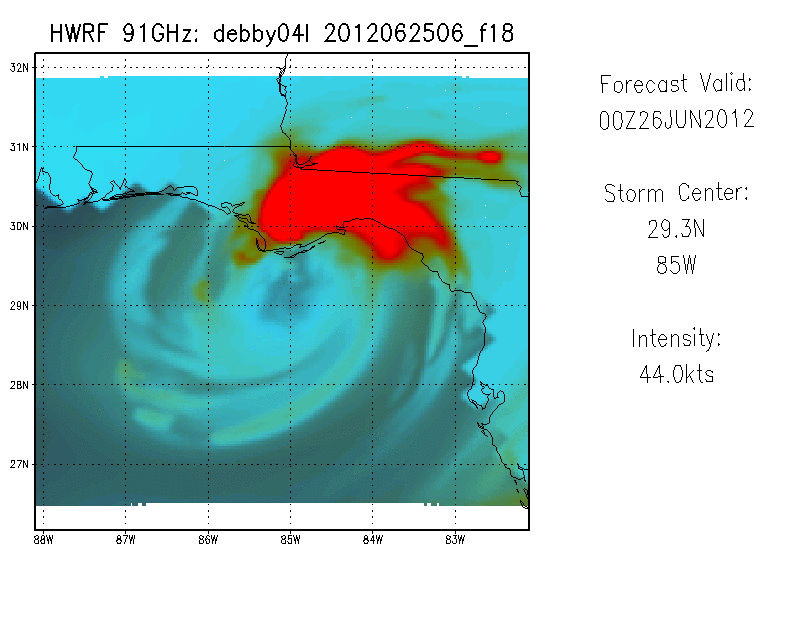 HWRF 91GHz: debby04l 2012062506_f18
Forecast Valid:
00Z26JUN2012
Storm Center:
29.3N
85W
Intensity:
44.0kts
32N
31N
30N
29N
28N
27N
88W 87W 86W 85W 84W 83W